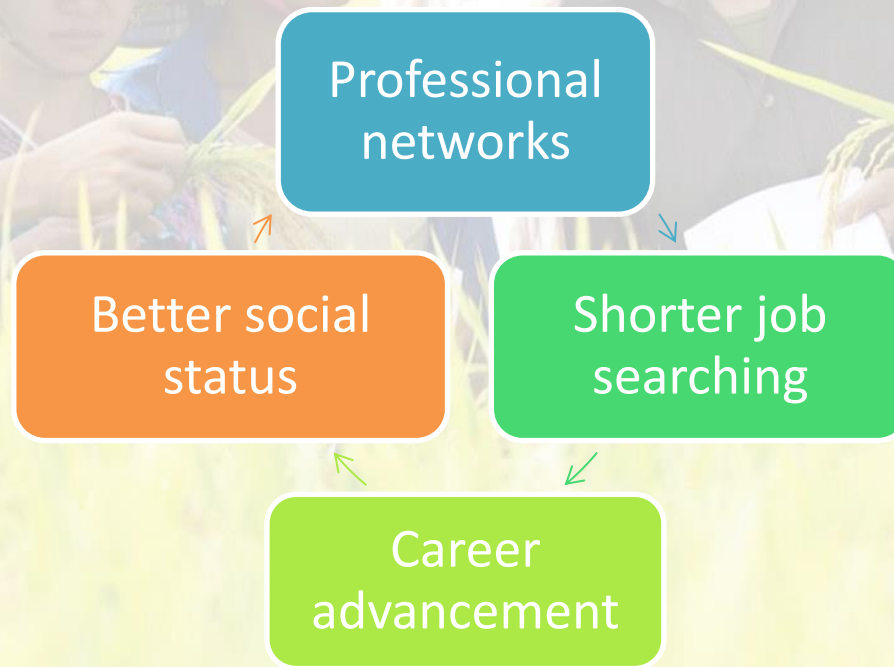 Professional
networks
Better social
status
Shorter job
searching
Career
advancement